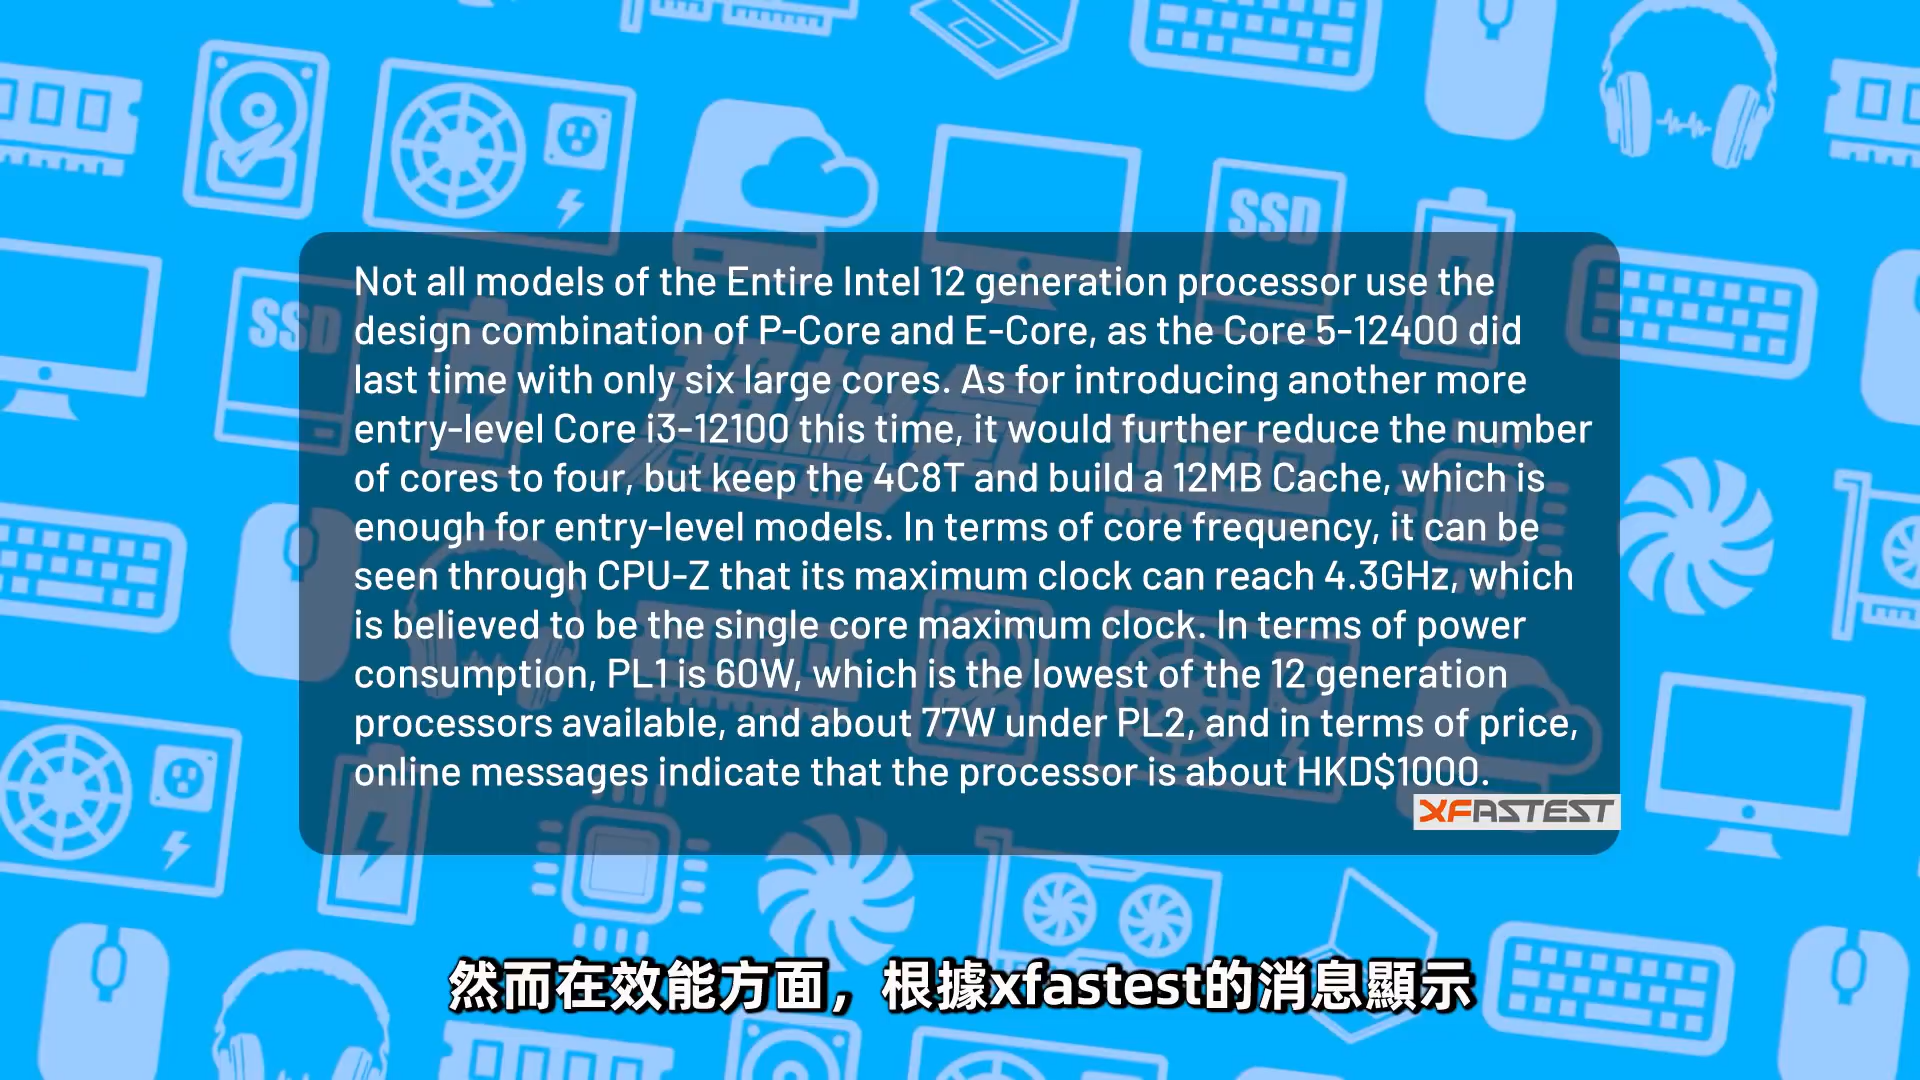 SSD
SSD
Not all models of the Entire Intel 12 generation processor use the
design combination of P-Core and E-Core, as the Core 5-12400 did
last time with only six large cores. As for introducing another more
entry-level Core i3-12100 this time, it would further reduce the number
of cores to four, but keep the 4C8T and build a 12MB Cache, which is
enough for entry-level models. In terms of core frequency, it can be
seen through CPU-Z that its maximum clock can reach 4.3GHz, which
is believed to be the single core maximum clock. In terms of power
consumption, PL1 is 60W, which is the lowest of the 12 generation
processors available, and about 77W under PL2, and in terms of price,
online messages indicate that the processor is about HKD$1000.
XFASTEST
然而在效能方面，根據xfastest的消息顯示